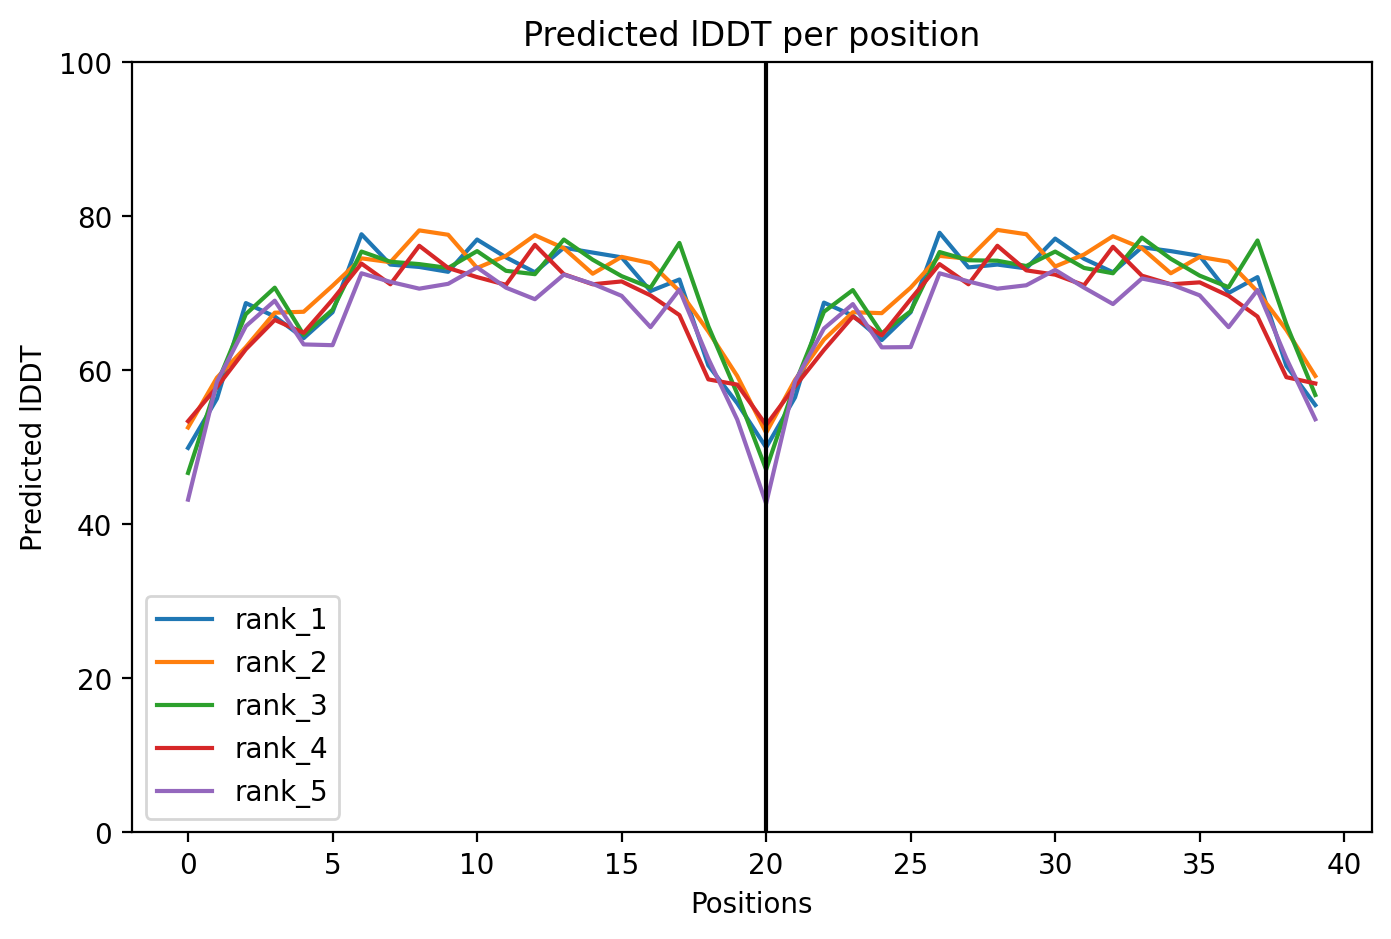 Predicted lDDT per position
Predicted lDDT
100
80
60
40
20
0
rank_1
rank_2
rank_3
rank_4
rank_5
0 5 10 15 20 25 30 35 40
Positions